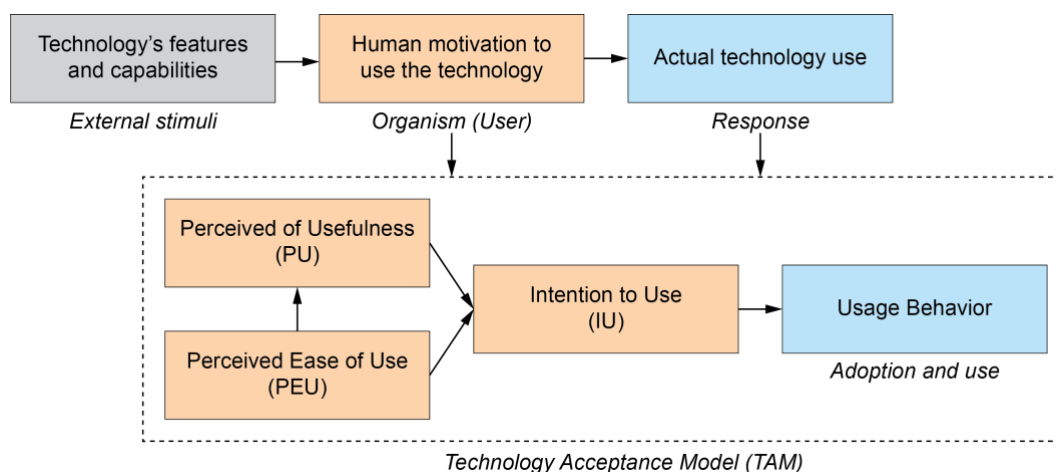 Technology's features
and capabilities
Human motivation to
use the technology
Actual technology use
External stimuli
Organism (User)
Response
Perceived of Usefulness
(PU)
Intention to Use
(IU)
Usage Behavior
Perceived Ease of Use
(PEU)
Adoption and use
Technology Acceptance Model (TAM)